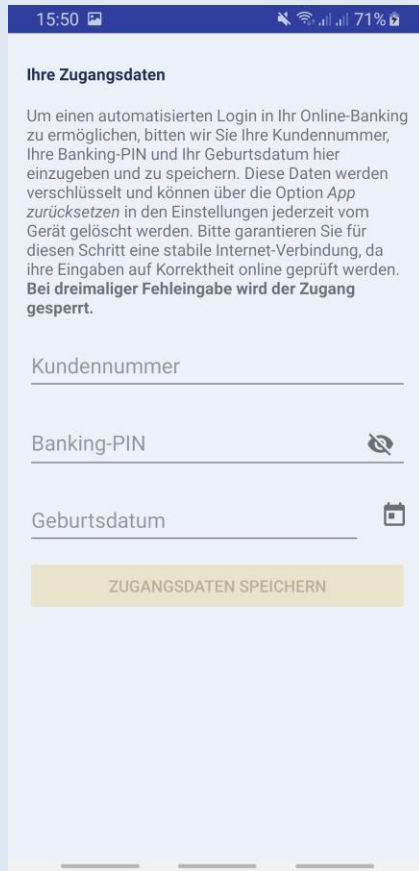 15:50 71%
Ihre Zugangsdaten
Um einen automatisierten Login in Ihr Online-Banking
zu ermöglichen, bitten wir Sie Ihre Kundennummer,
Ihre Banking-PIN und Ihr Geburtsdatum hier
einzugeben und zu speichern. Diese Daten werden
verschlüsselt und können über die Option App
zurücksetzen in den Einstellungen jederzeit vom
Gerät gelöscht werden. Bitte garantieren Sie für
diesen Schritt eine stabile Internet-Verbindung, da
ihre Eingaben auf Korrektheit online geprüft werden.
Bei dreimaliger Fehleingabe wird der Zugang
gesperrt.
Kundennummer
Banking-PIN
Geburtsdatum
ZUGANGSDATEN SPEICHERN